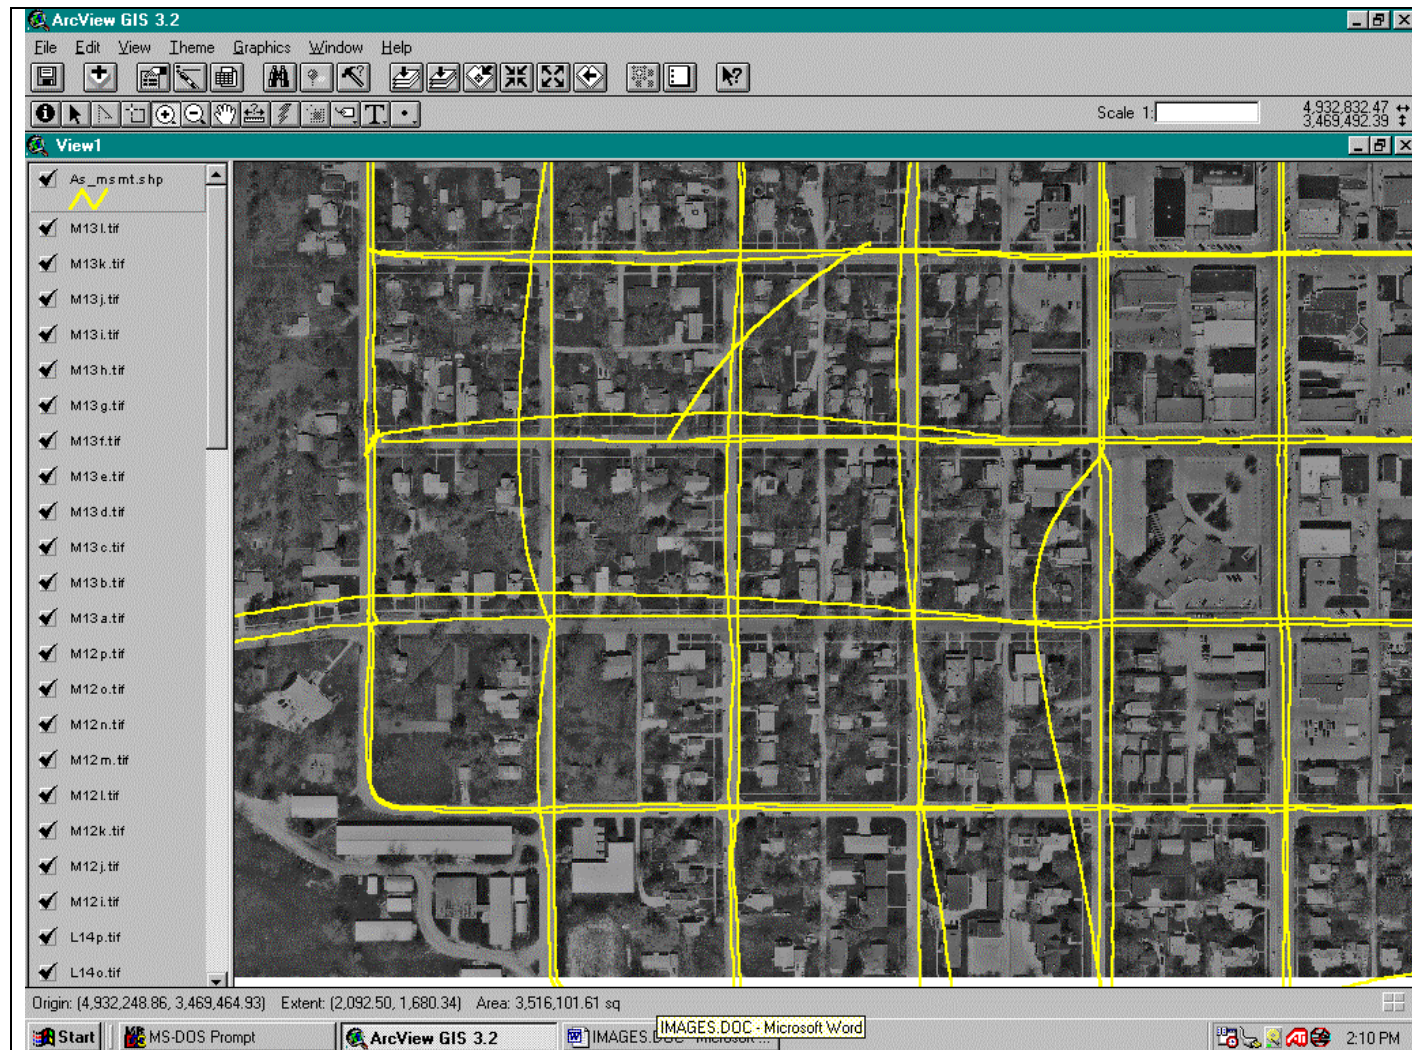 ArcView GIS 3.2
File Edit View Theme Graphics Window Help
Scale 1:
4,932,832.47
3,469,492.39
View1
As_msmt.shp
M13l.tif
M13k.tif
M13j.tif
M13i.tif
M13h.tif
M13g.tif
M13f.tif
M13e.tif
M13d.tif
M13c.tif
M13b.tif
M13a.tif
M12p.tif
M12o.tif
M12n.tif
M12m.tif
M12l.tif
M12k.tif
M12j.tif
M12i.tif
L14p.tif
L14o.tif
Origin: (4,932,248.86, 3,469,464.93) Extent: (2,092.50, 1,680.34) Area: 3,516,101.61 sq
IMAGES.DOC - Microsoft Word
Start MS-DOS Prompt ArcView GIS 3.2 IMAGES.DOC - Microsoft ... 2:10 PM